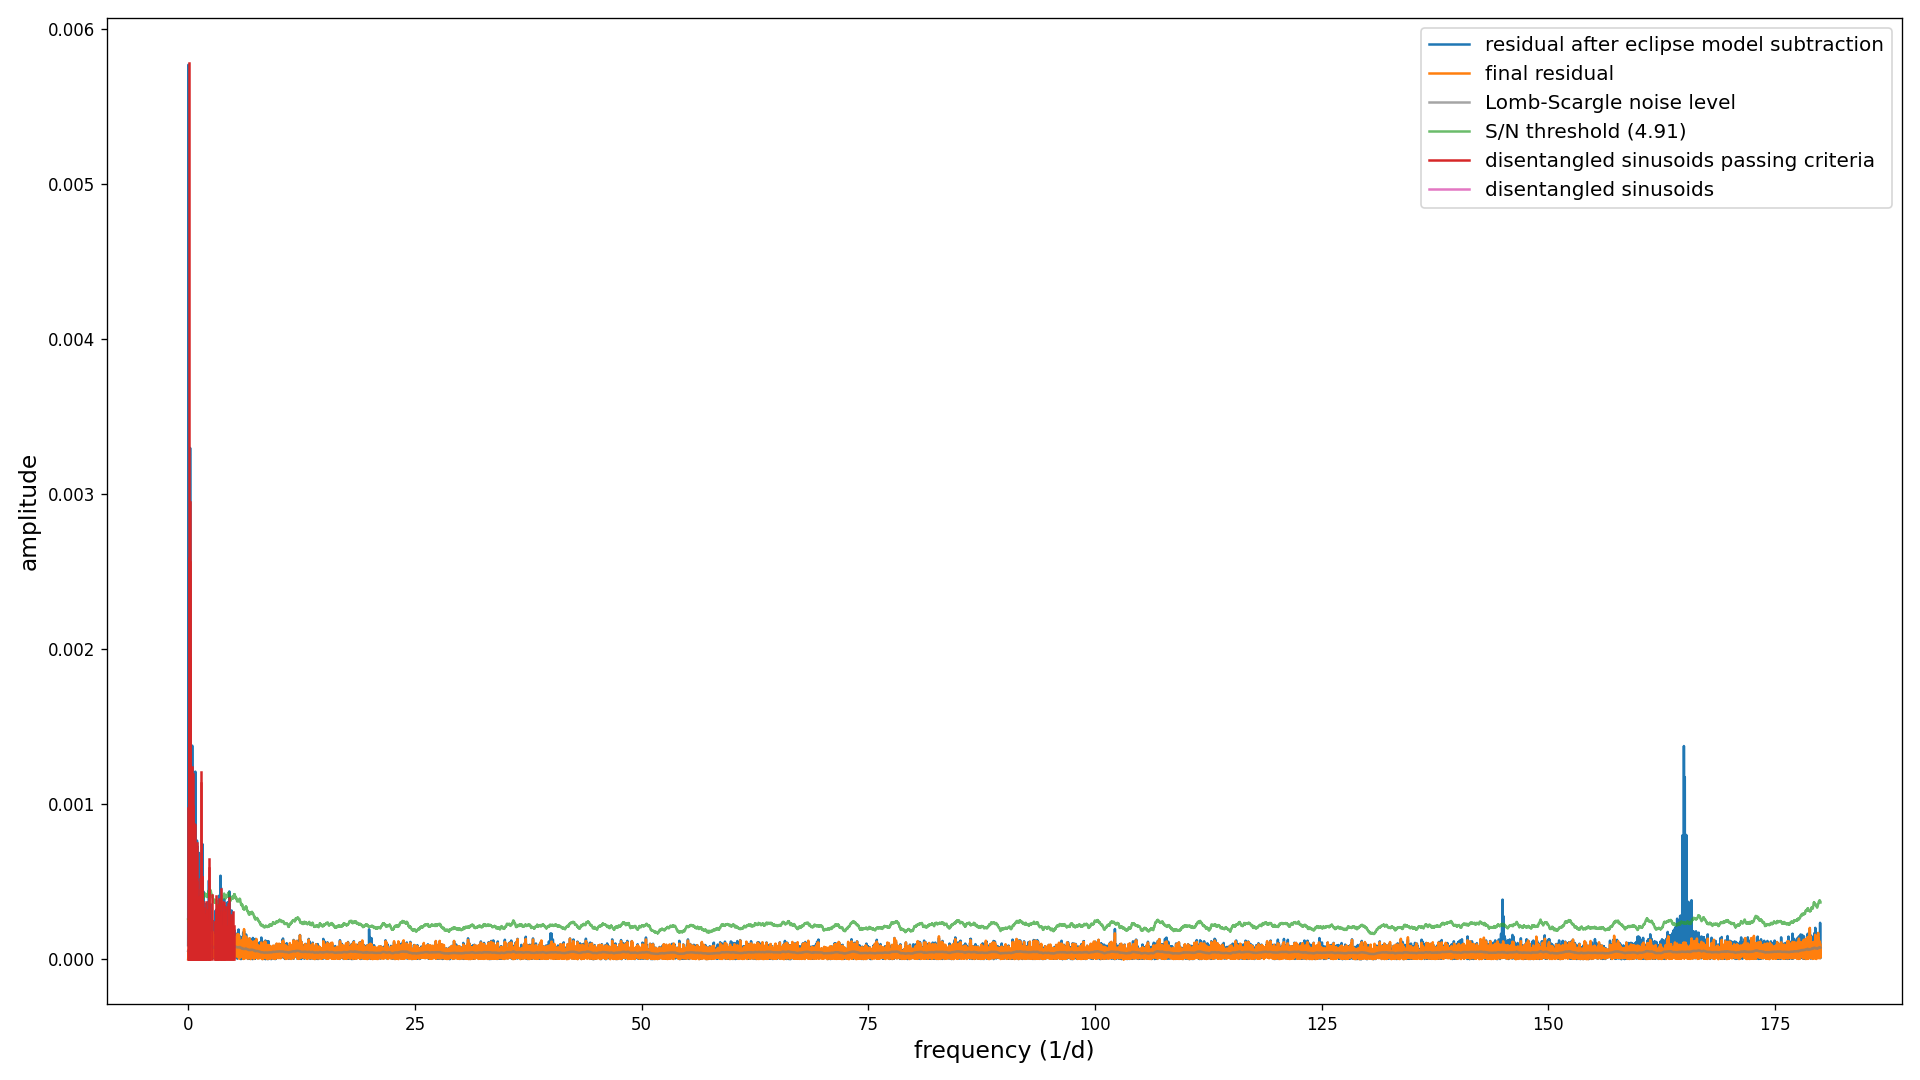 0.006
0.005
0.004
0.003
0.002
0.001
0.000
amplitude
0
25
50
75
100
125
150
175
frequency (1/d)
residual after eclipse model subtraction
final residual
Lomb-Scargle noise level
S/N threshold (4.91)
disentangled sinusoids passing criteria
disentangled sinusoids